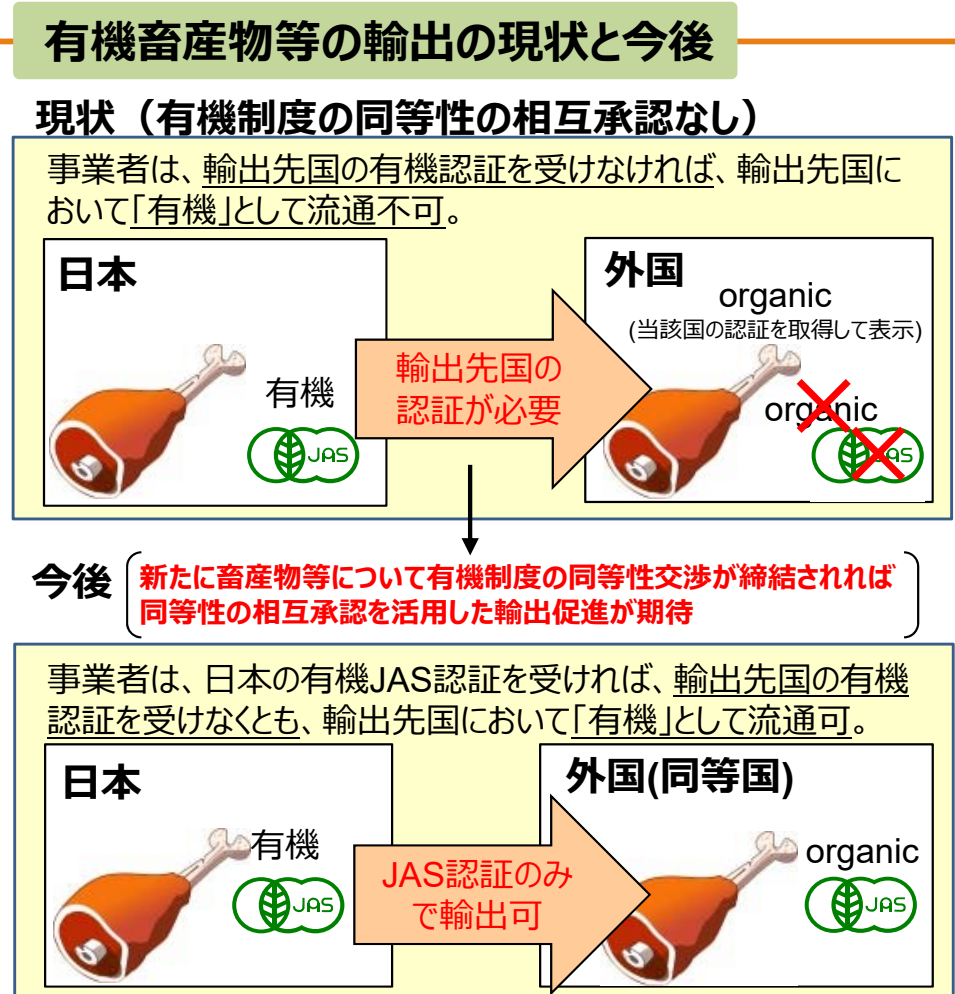 有機畜産物等の輸出の現状と今後
現状（有機制度の同等性の相互承認なし）
事業者は、輸出先国の有機認証を受けなければ、輸出先国に
おいて「有機」として流通不可。
日本
有機
JAS
輸出先国の
認証が必要
外国
organic
(当該国の認証を取得して表示)
organic
JAS
今後
新たに畜産物等について有機制度の同等性交渉が締結されれば
同等性の相互承認を活用した輸出促進が期待
事業者は、日本の有機JAS認証を受ければ、輸出先国の有機
認証を受けなくとも、輸出先国において「有機」として流通可。
日本
有機
JAS
JAS認証のみ
で輸出可
外国(同等国)
organic
JAS